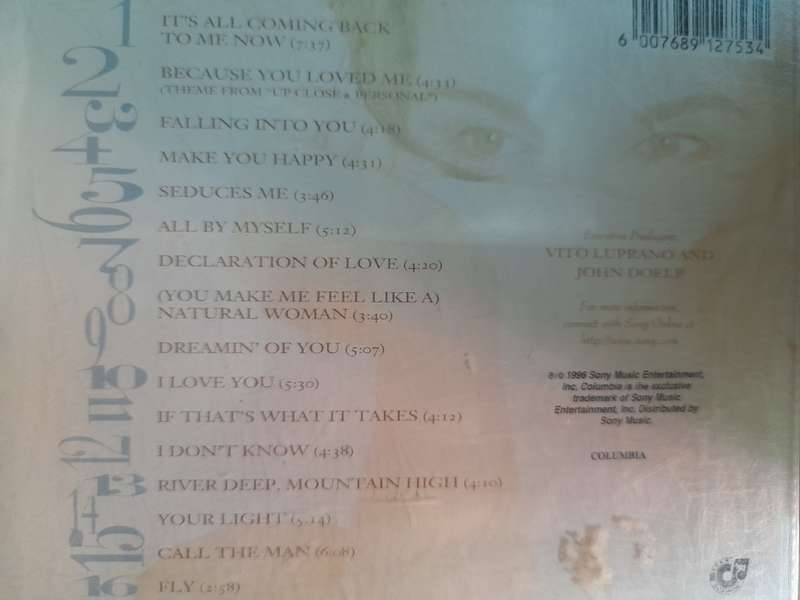 1
IT'S ALL COMING BACK
TO ME NOW (7:37)
2
BECAUSE YOU LOVED ME (4:33)
(THEME FROM "UP CLOSE & PERSONAL")
3
FALLING INTO YOU (4:18)
4
MAKE YOU HAPPY (4:31)
5
SEDUCES ME (3:46)
6
ALL BY MYSELF (5:12)
7
DECLARATION OF LOVE (4:20)
8
(YOU MAKE ME FEEL LIKE A)
NATURAL WOMAN (3:40)
9
DREAMIN' OF YOU (5:07)
10
I LOVE YOU (5:30)
11
IF THAT'S WHAT IT TAKES (4:12)
12
I DON'T KNOW (4:38)
13
RIVER DEEP, MOUNTAIN HIGH (4:10)
14
YOUR LIGHT (5:14)
15
CALL THE MAN (6:08)
16
FLY (2:58)
6 007689 127534
Executive Producers:
VITO LUPRANO AND
JOHN DOELP
For more information,
connect with Sony Online at
http://www.sony.com
℗/© 1996 Sony Music Entertainment,
Inc. Columbia is the exclusive
trademark of Sony Music
Entertainment, Inc. Distributed by
Sony Music.
COLUMBIA